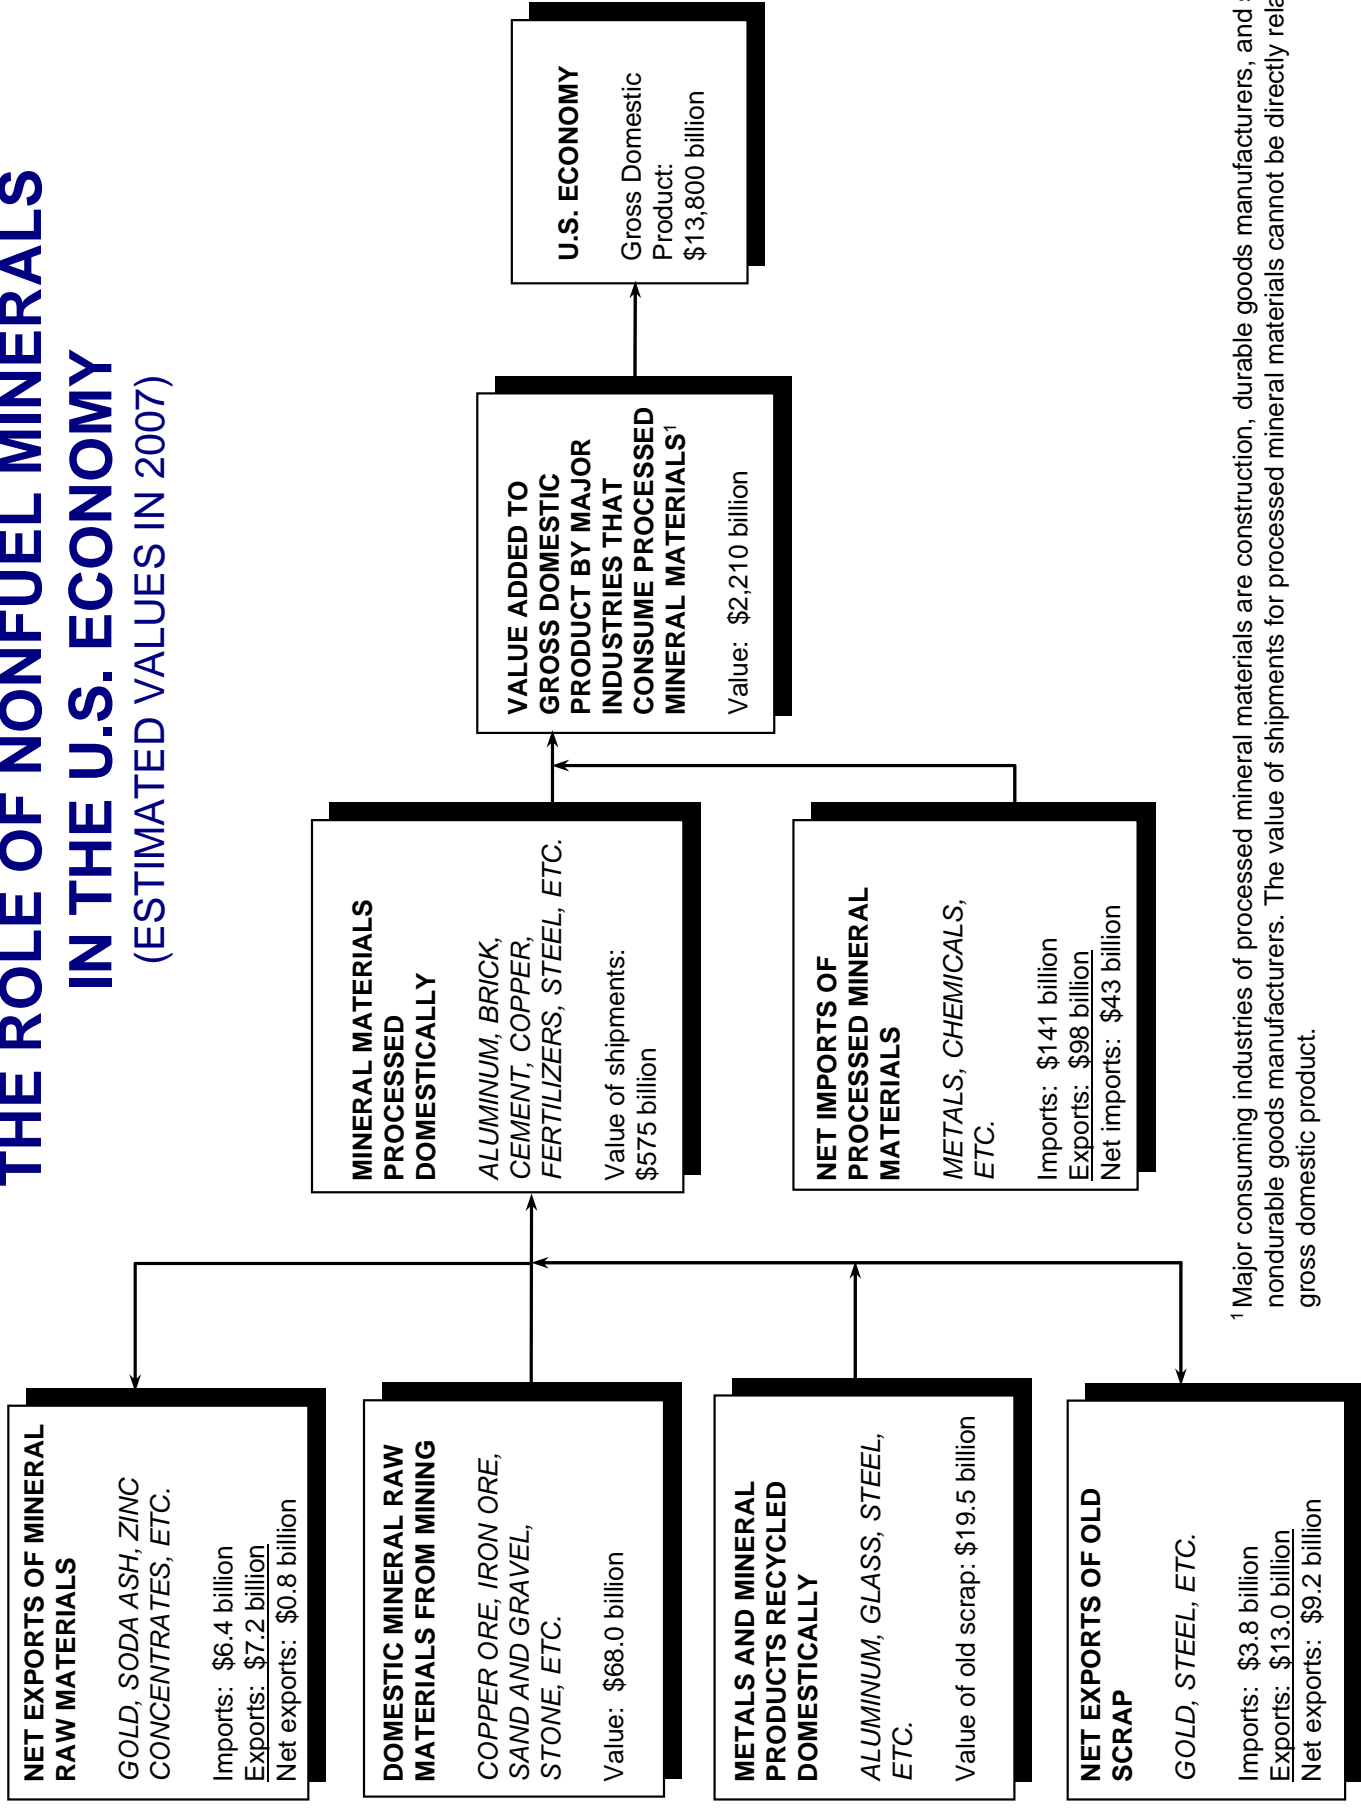 THE ROLE OF NONFUEL MINERALS
IN THE U.S. ECONOMY
(ESTIMATED VALUES IN 2007)
NET EXPORTS OF MINERAL
RAW MATERIALS
GOLD, SODA ASH, ZINC
CONCENTRATES, ETC.
Imports: $6.4 billion
Exports: $7.2 billion
Net exports: $0.8 billion
DOMESTIC MINERAL RAW
MATERIALS FROM MINING
COPPER ORE, IRON ORE,
SAND AND GRAVEL,
STONE, ETC.
Value: $68.0 billion
METALS AND MINERAL
PRODUCTS RECYCLED
DOMESTICALLY
ALUMINUM, GLASS, STEEL,
ETC.
Value of old scrap: $19.5 billion
NET EXPORTS OF OLD
SCRAP
GOLD, STEEL, ETC.
Imports: $3.8 billion
Exports: $13.0 billion
Net exports: $9.2 billion
MINERAL MATERIALS
PROCESSED
DOMESTICALLY
ALUMINUM, BRICK,
CEMENT, COPPER,
FERTILIZERS, STEEL, ETC.
Value of shipments:
$575 billion
NET IMPORTS OF
PROCESSED MINERAL
MATERIALS
METALS, CHEMICALS,
ETC.
Imports: $141 billion
Exports: $98 billion
Net imports: $43 billion
VALUE ADDED TO
GROSS DOMESTIC
PRODUCT BY MAJOR
INDUSTRIES THAT
CONSUME PROCESSED
MINERAL MATERIALS¹
Value: $2,210 billion
U.S. ECONOMY
Gross Domestic
Product:
$13,800 billion
¹Major consuming industries of processed mineral materials are construction, durable goods manufacturers, and
nondurable goods manufacturers. The value of shipments for processed mineral materials cannot be directly
gross domestic product.